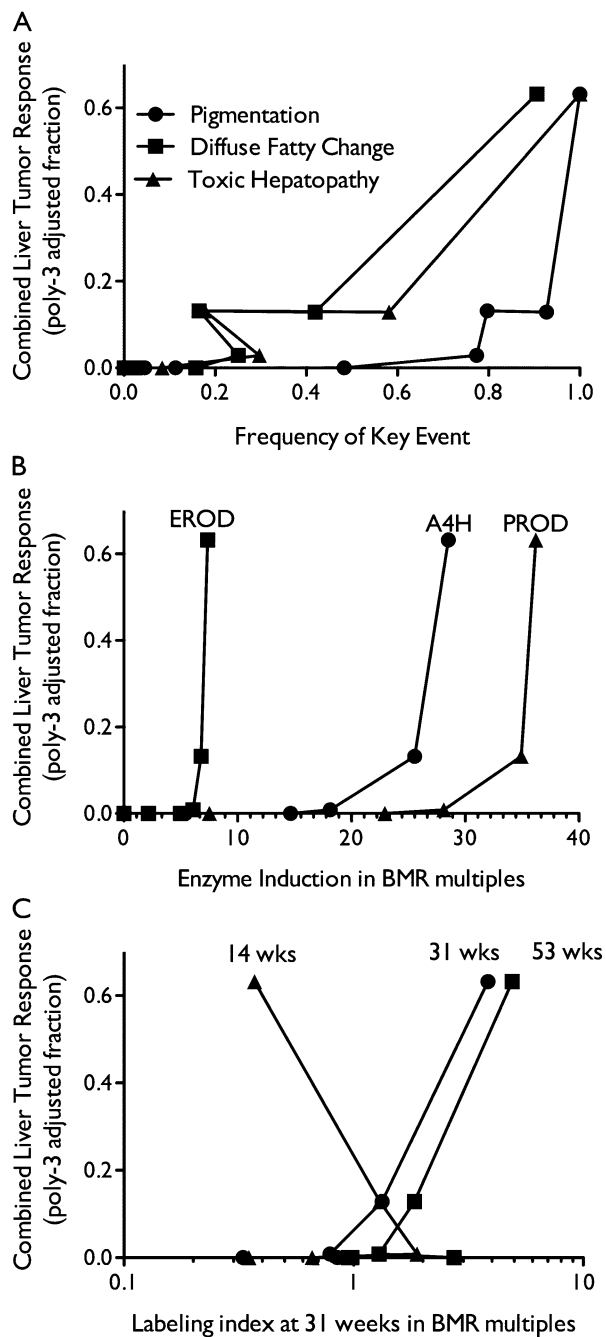 A
Combined Liver Tumor Response
(poly-3 adjusted fraction)
0.6
0.4
0.2
0.0
Pigmentation
Diffuse Fatty Change
Toxic Hepatopathy
0.0 0.2 0.4 0.6 0.8 1.0
Frequency of Key Event
B
Combined Liver Tumor Response
(poly-3 adjusted fraction)
0.6
0.4
0.2
0.0
EROD A4H PROD
0 10 20 30 40
Enzyme Induction in BMR multiples
C
Combined Liver Tumor Response
(poly-3 adjusted fraction)
0.6
0.4
0.2
0.0
14 wks 31 wks 53 wks
0.1 1 10
Labeling index at 31 weeks in BMR multiples